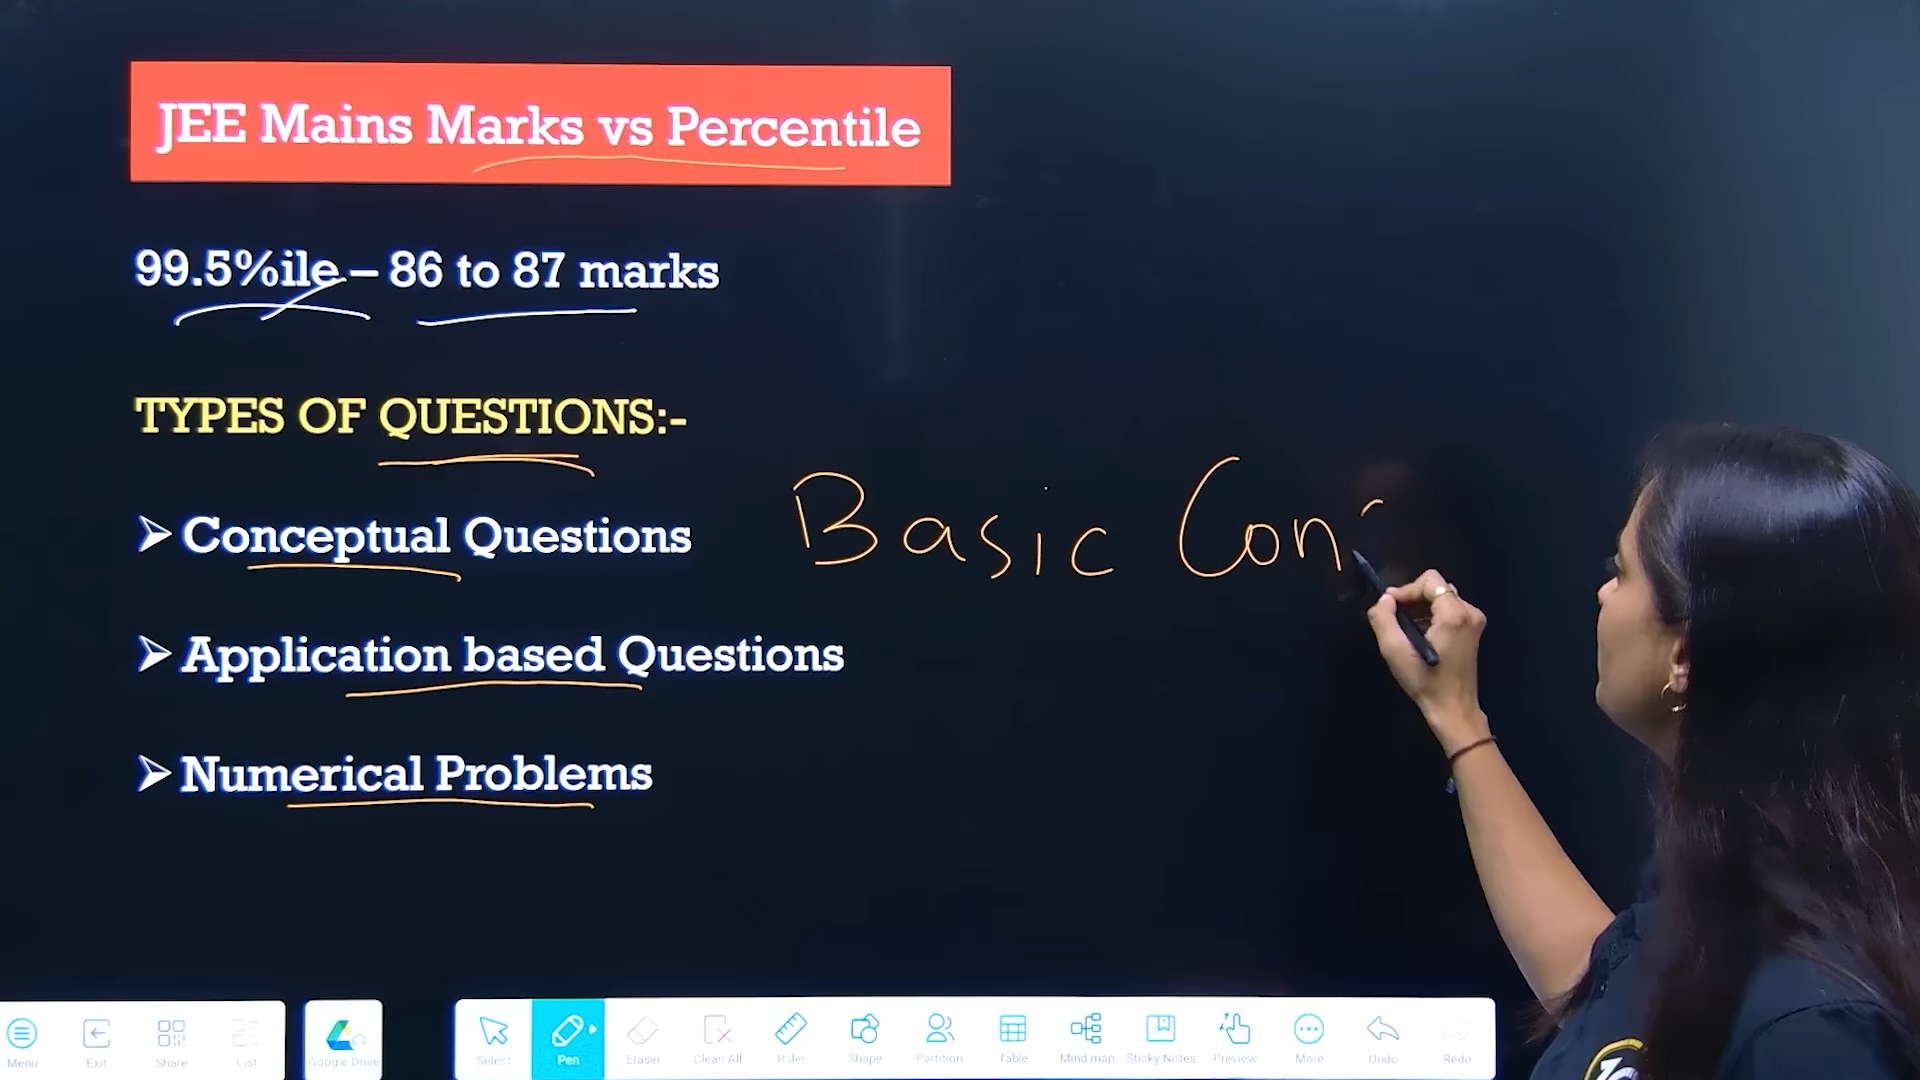 JEE Mains Marks vs Percentile
99.5%ile – 86 to 87 marks
TYPES OF QUESTIONS:-
➢ Conceptual Questions
Basic Con
➢ Application based Questions
➢ Numerical Problems
Menu Exit Share List Google Drive Select Pen Eraser Clean All Ruler Shape Partition Table Mind map Sticky Notes Preview More Undo Redo